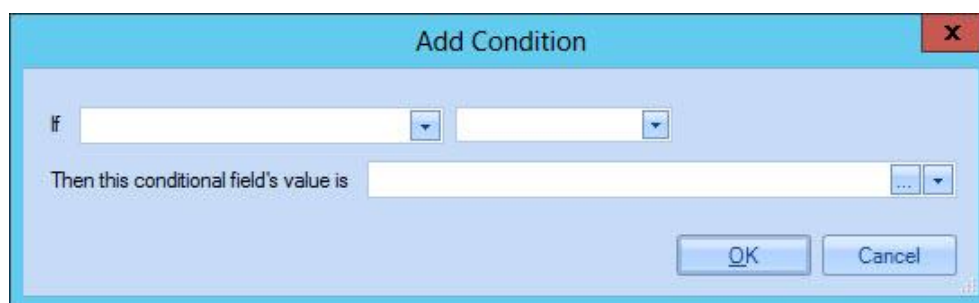 Add Condition
x
If
Then this conditional field's value is
...
OK Cancel